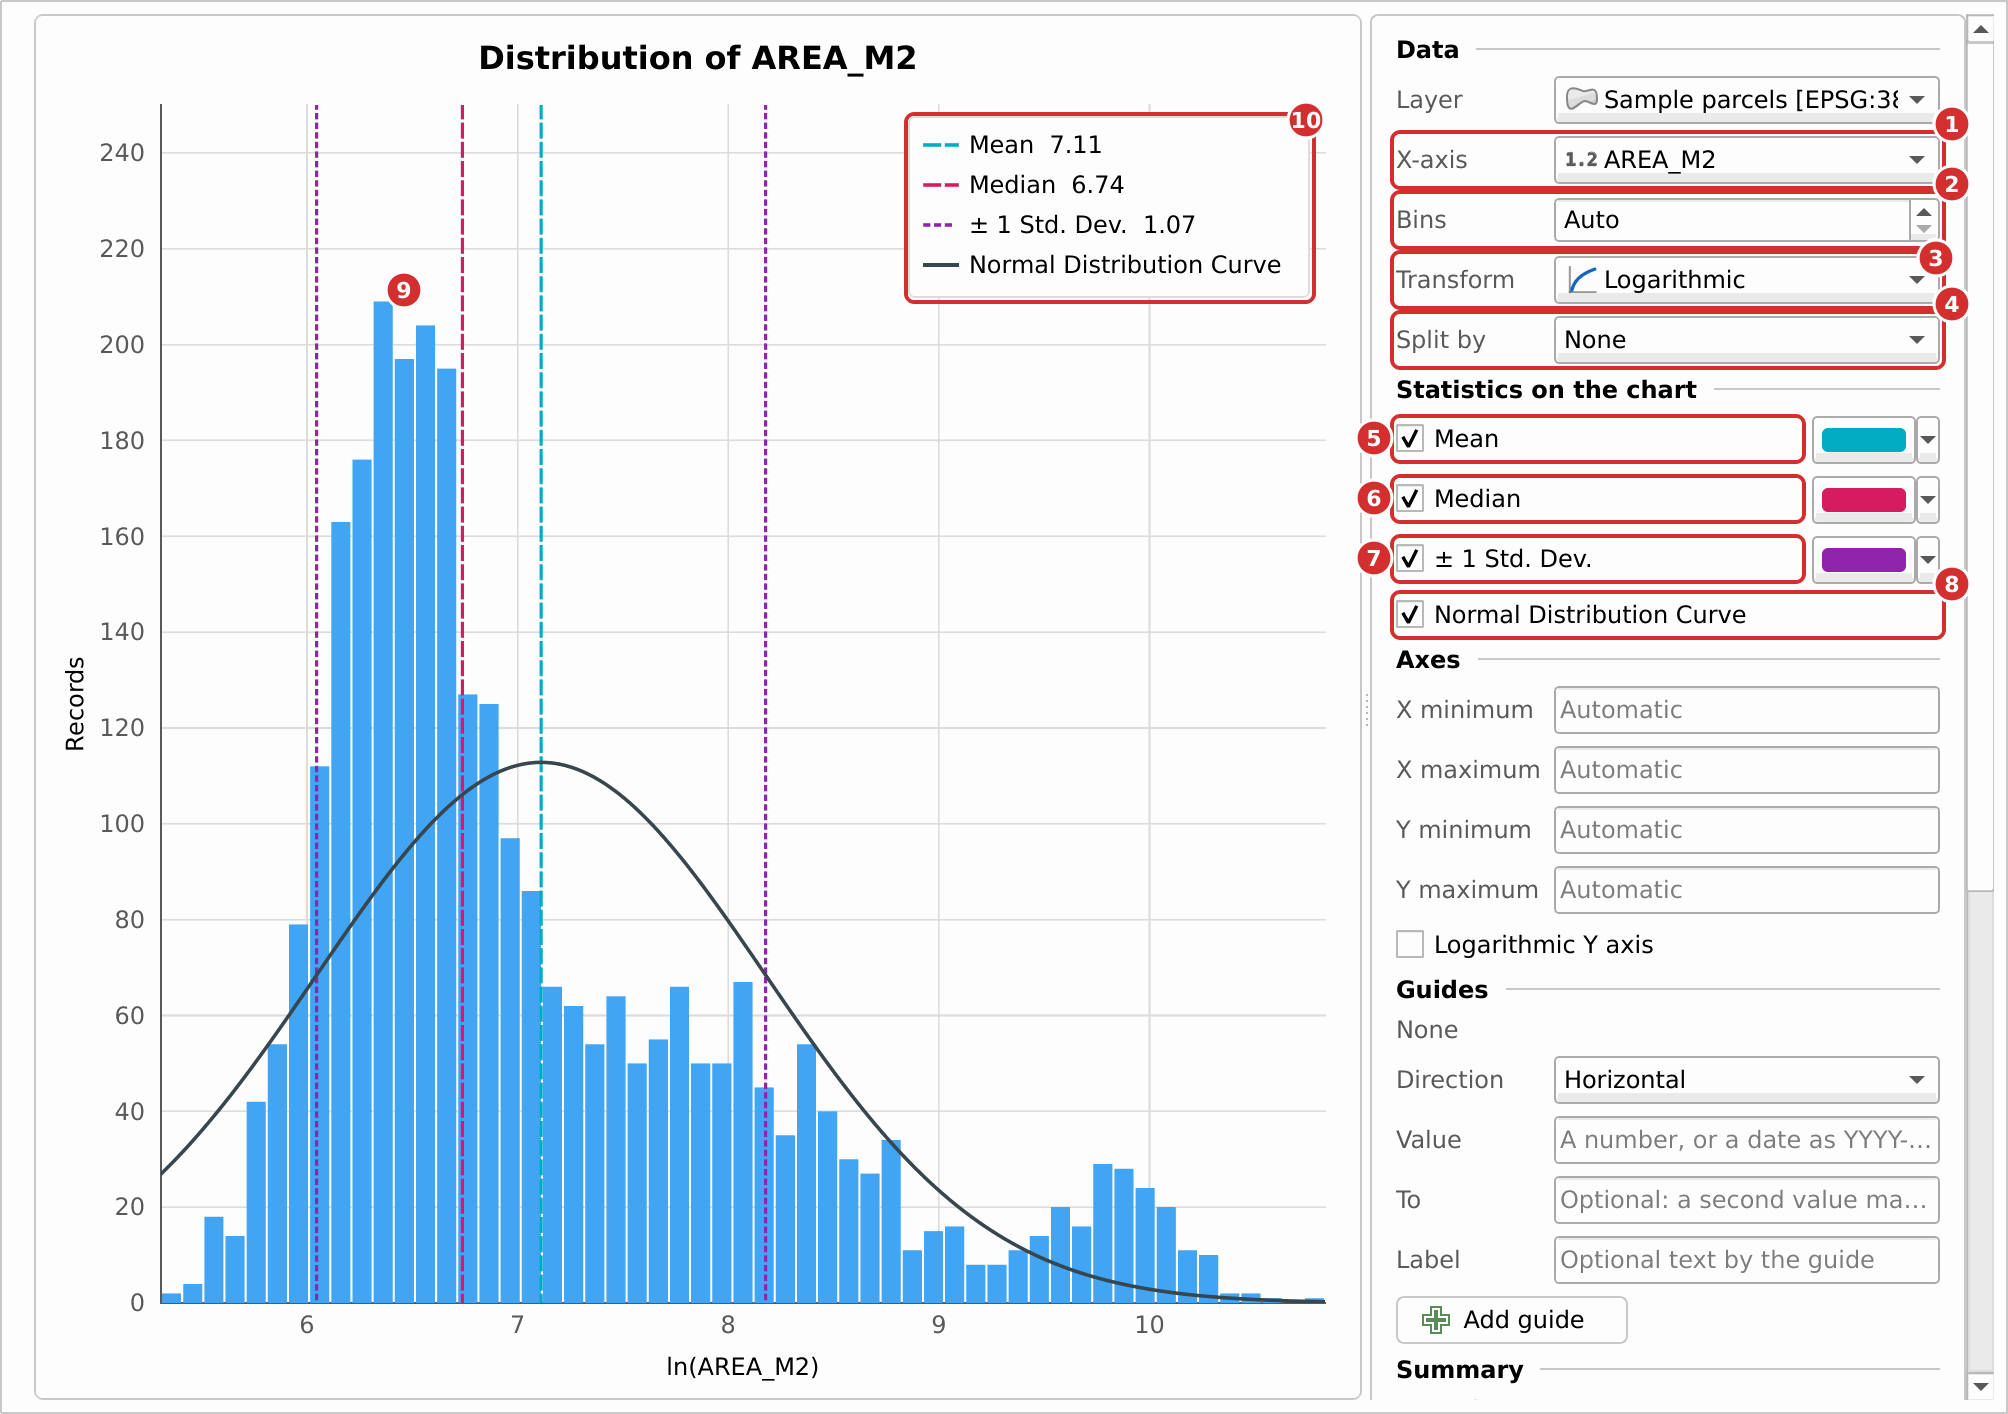 Distribution of AREA_M2
10
Mean 7.11
Median 6.74
± 1 Std. Dev. 1.07
Normal Distribution Curve
9
240
220
200
180
160
140
120
100
80
60
40
20
0
Records
6 7 8 9 10
ln(AREA_M2)
Data
Layer Sample parcels [EPSG:38
1
X-axis 1.2 AREA_M2
2
Bins Auto
3
Transform Logarithmic
4
Split by None
Statistics on the chart
5 Mean
6 Median
7 ± 1 Std. Dev.
8
Normal Distribution Curve
Axes
X minimum Automatic
X maximum Automatic
Y minimum Automatic
Y maximum Automatic
Logarithmic Y axis
Guides
None
Direction Horizontal
Value A number, or a date as YYYY-...
To Optional: a second value ma...
Label Optional text by the guide
Add guide
Summary